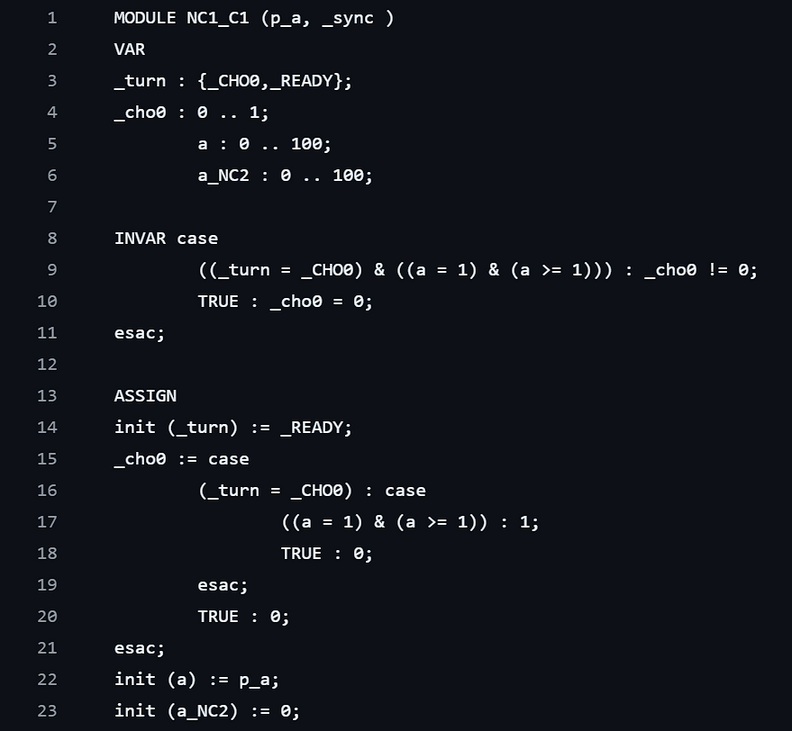 1 MODULE NC1_C1 (p_a, _sync )
2 VAR
3 _turn : {_CHO0,_READY};
4 _cho0 : 0 .. 1;
5 a : 0 .. 100;
6 a_NC2 : 0 .. 100;
7
8 INVAR case
9 ((_turn = _CHO0) & ((a = 1) & (a >= 1))) : _cho0 != 0;
10 TRUE : _cho0 = 0;
11 esac;
12
13 ASSIGN
14 init (_turn) := _READY;
15 _cho0 := case
16 (_turn = _CHO0) : case
17 ((a = 1) & (a >= 1)) : 1;
18 TRUE : 0;
19 esac;
20 TRUE : 0;
21 esac;
22 init (a) := p_a;
23 init (a_NC2) := 0;